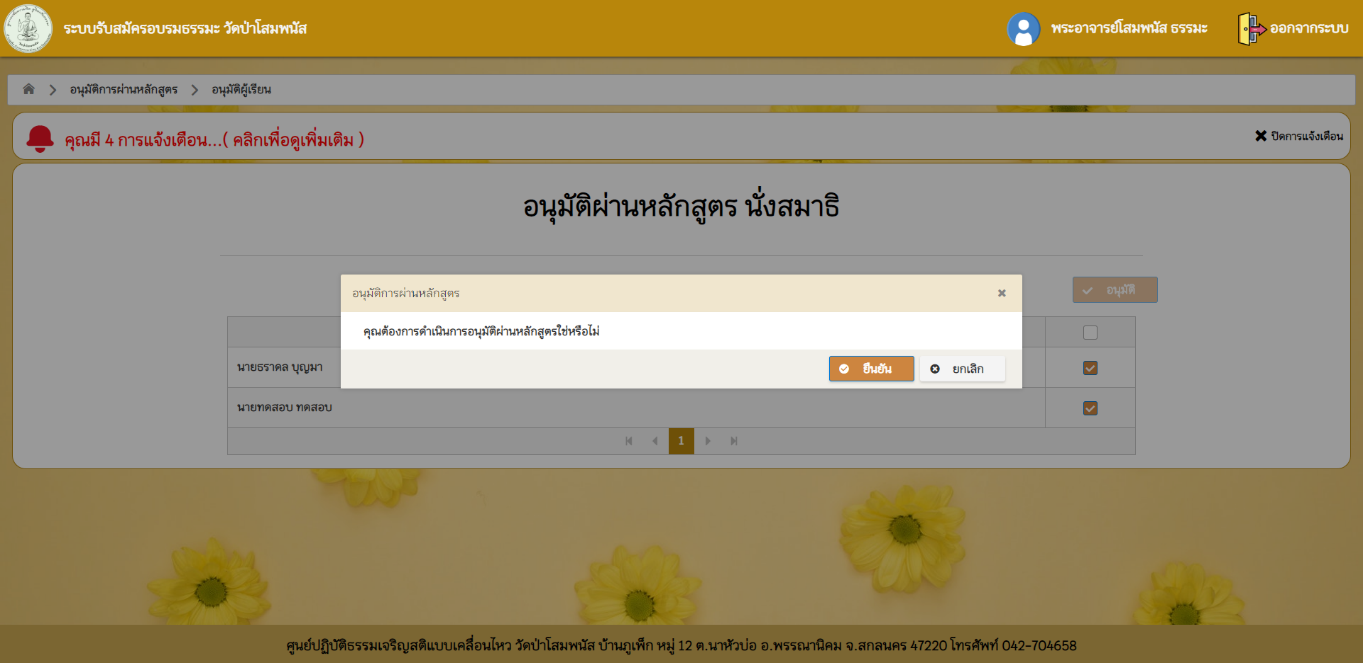 ระบบรับสมัครอบรมธรรมะ วัดป่าโสมพนัส
พระอาจารย์โสมพนัส ธรรมะ
ออกจากระบบ
อนุมัติการผ่านหลักสูตร
อนุมัติผู้เรียน
คุณมี 4 การแจ้งเตือน...( คลิกเพื่อดูเพิ่มเติม )
ปิดการแจ้งเตือน
อนุมัติผ่านหลักสูตร นั่งสมาธิ
อนุมัติ
อนุมัติการผ่านหลักสูตร
คุณต้องการดำเนินการอนุมัติผ่านหลักสูตรใช่หรือไม่
ยืนยัน
ยกเลิก
นายธราดล บุญมา
นายทดสอบ ทดสอบ
1
ศูนย์ปฏิบัติธรรมเจริญสติแบบเคลื่อนไหว วัดป่าโสมพนัส บ้านภูเพ็ก หมู่ 12 ต.นาหัวบ่อ อ.พรรณานิคม จ.สกลนคร 47220 โทรศัพท์ 042-704658